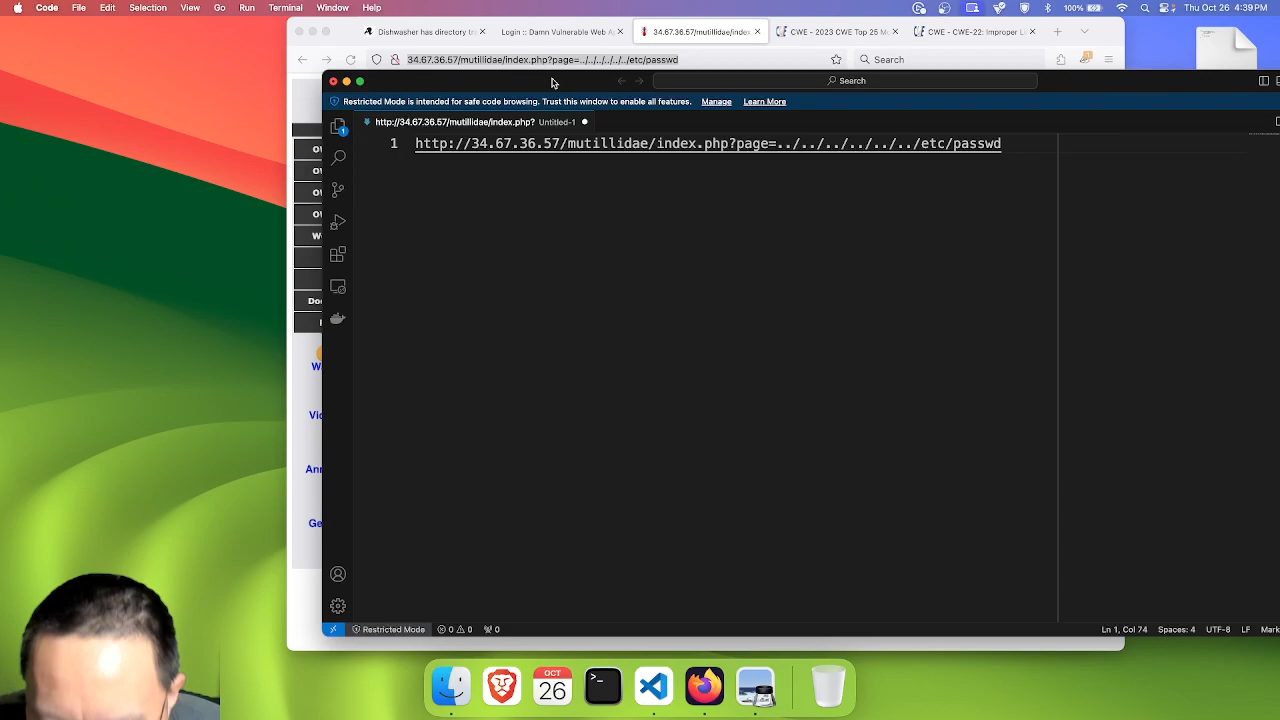 Code File Edit Selection View Go Run Terminal Window Help 100% Thu Oct 26 4:39 PM
Dishwasher has directory tr Login :: Damn Vulnerable Web A 34.67.36.57/mutillidae/index CWE - 2023 CWE Top 25 M CWE - CWE-22: Improper L
34.67.36.57/mutillidae/index.php?page=../../../../../etc/passwd Search
Search
Restricted Mode is intended for safe code browsing. Trust this window to enable all features. Manage Learn More
http://34.67.36.57/mutillidae/index.php? Untitled-1
1 http://34.67.36.57/mutillidae/index.php?page=../../../../../../etc/passwd
1
Restricted Mode 0 0 0 Ln 1, Col 74 Spaces: 4 UTF-8 LF Mark
OCT
26